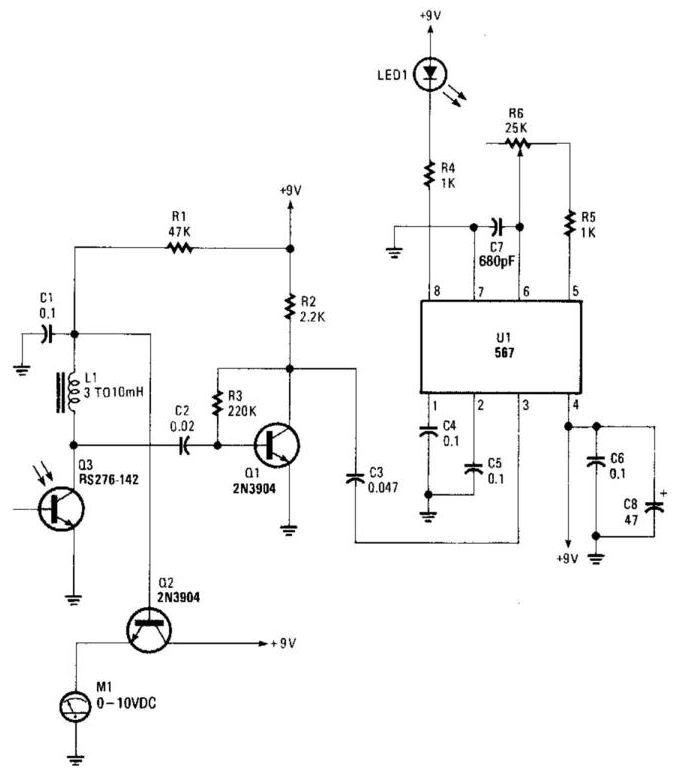 +9V
LED1
R6
25K
R4
1K
+9V
R1
47K
R5
1K
C7
680pF
C1
0.1
R2
2.2K
8
7
6
5
U1
567
L1
3 TO 10mH
R3
220K
C2
0.02
1
2
3
4
C4
0.1
Q3
RS276-142
Q1
2N3904
C3
0.047
C5
0.1
C6
0.1
C8
47
+
+9V
Q2
2N3904
+9V
M1
0-10VDC